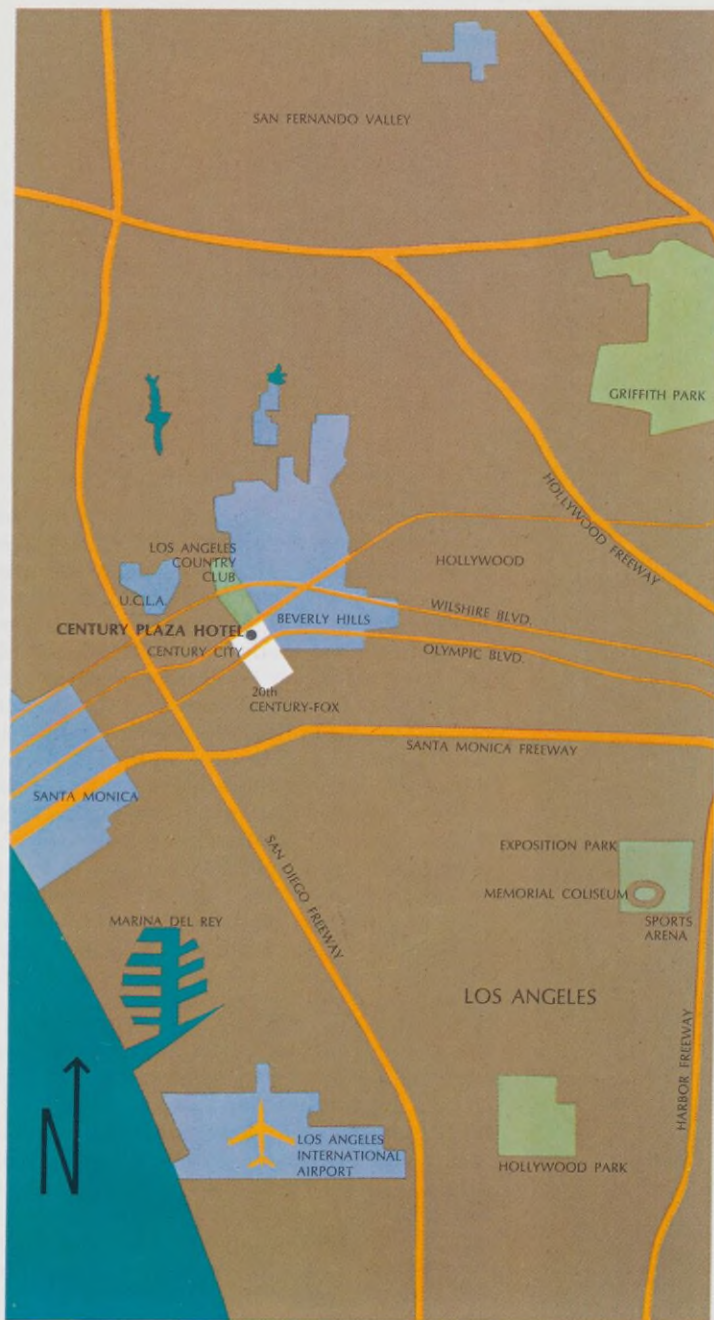 SAN FERNANDO VALLEY
GRIFFITH PARK
HOLLYWOOD FREEWAY
LOS ANGELES
COUNTRY
CLUB
HOLLYWOOD
U.C.L.A.
BEVERLY HILLS
WILSHIRE BLVD.
CENTURY PLAZA HOTEL
CENTURY CITY
OLYMPIC BLVD.
20th
CENTURY-FOX
SANTA MONICA FREEWAY
SANTA MONICA
SAN DIEGO FREEWAY
EXPOSITION PARK
MEMORIAL COLISEUM
SPORTS
ARENA
MARINA DEL REY
LOS ANGELES
HARBOR FREEWAY
N
LOS ANGELES
INTERNATIONAL
AIRPORT
HOLLYWOOD PARK